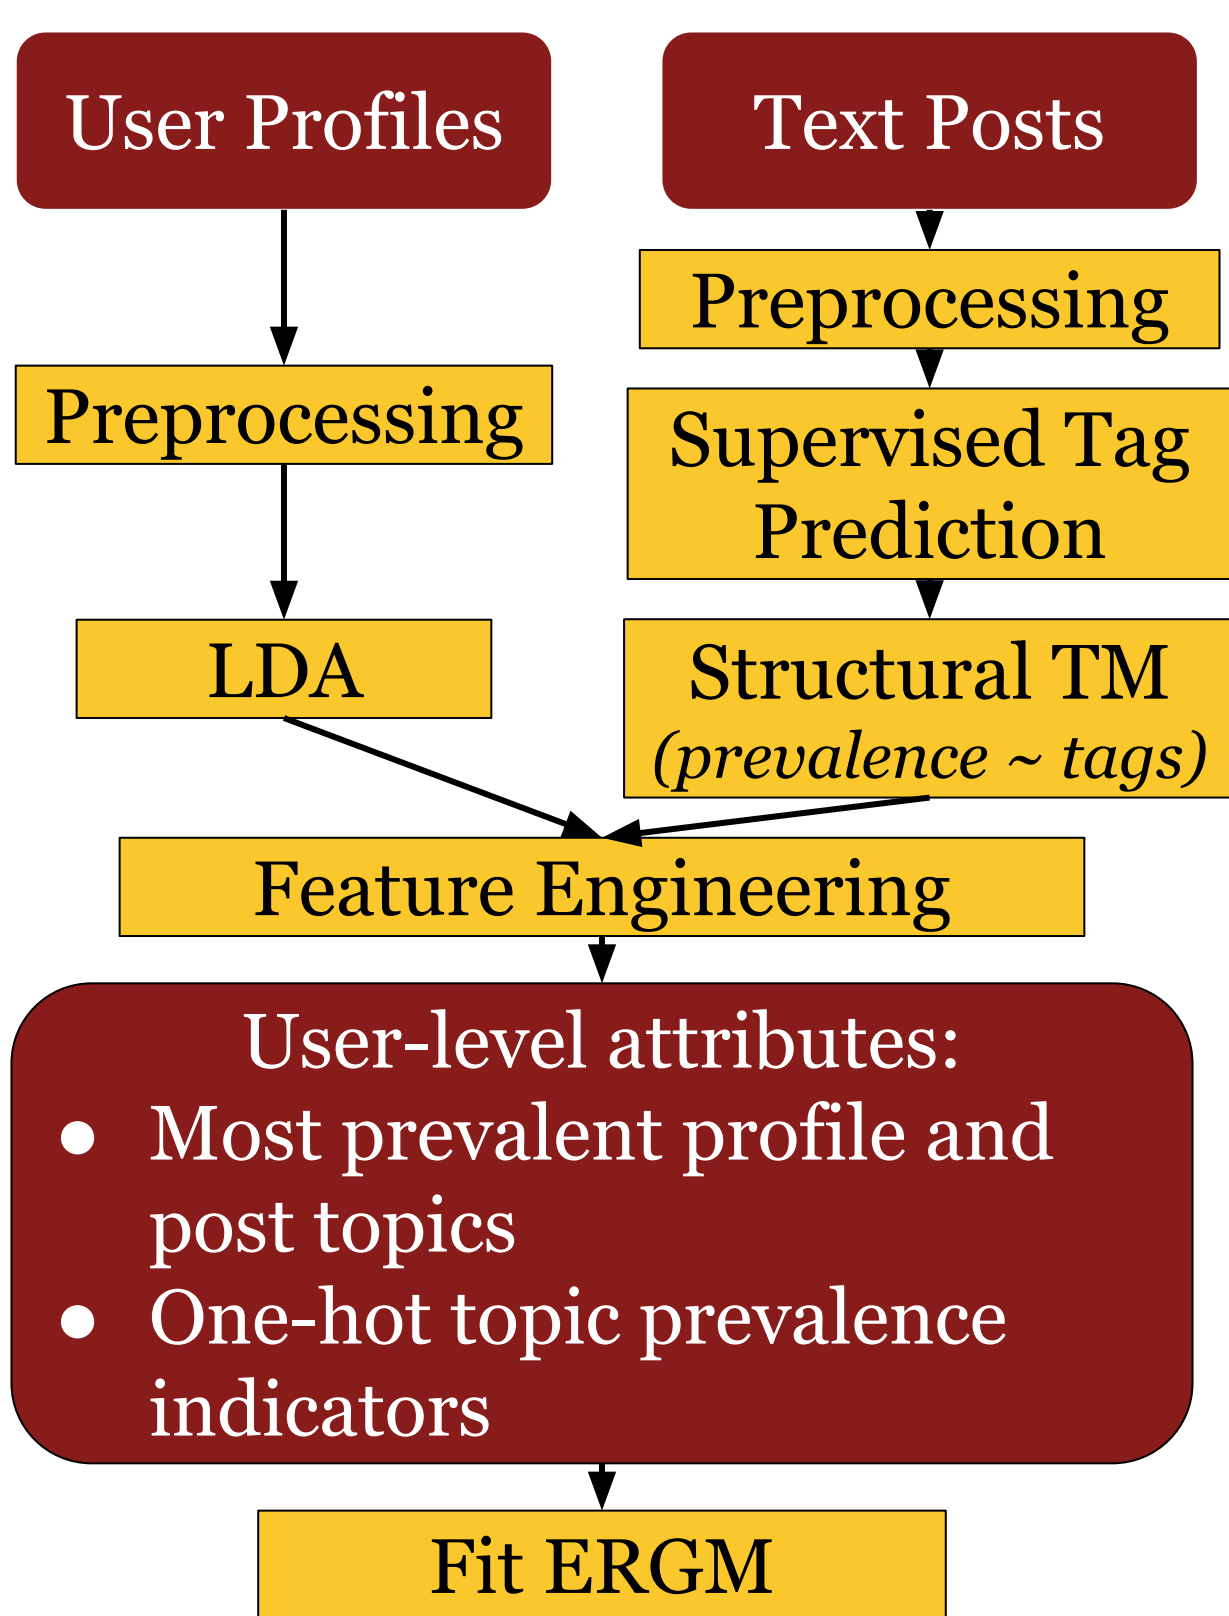 User Profiles
Text Posts
Preprocessing
Preprocessing
Supervised Tag
Prediction
LDA
Structural TM
(prevalence ~ tags)
Feature Engineering
User-level attributes:
● Most prevalent profile and
post topics
● One-hot topic prevalence
indicators
Fit ERGM